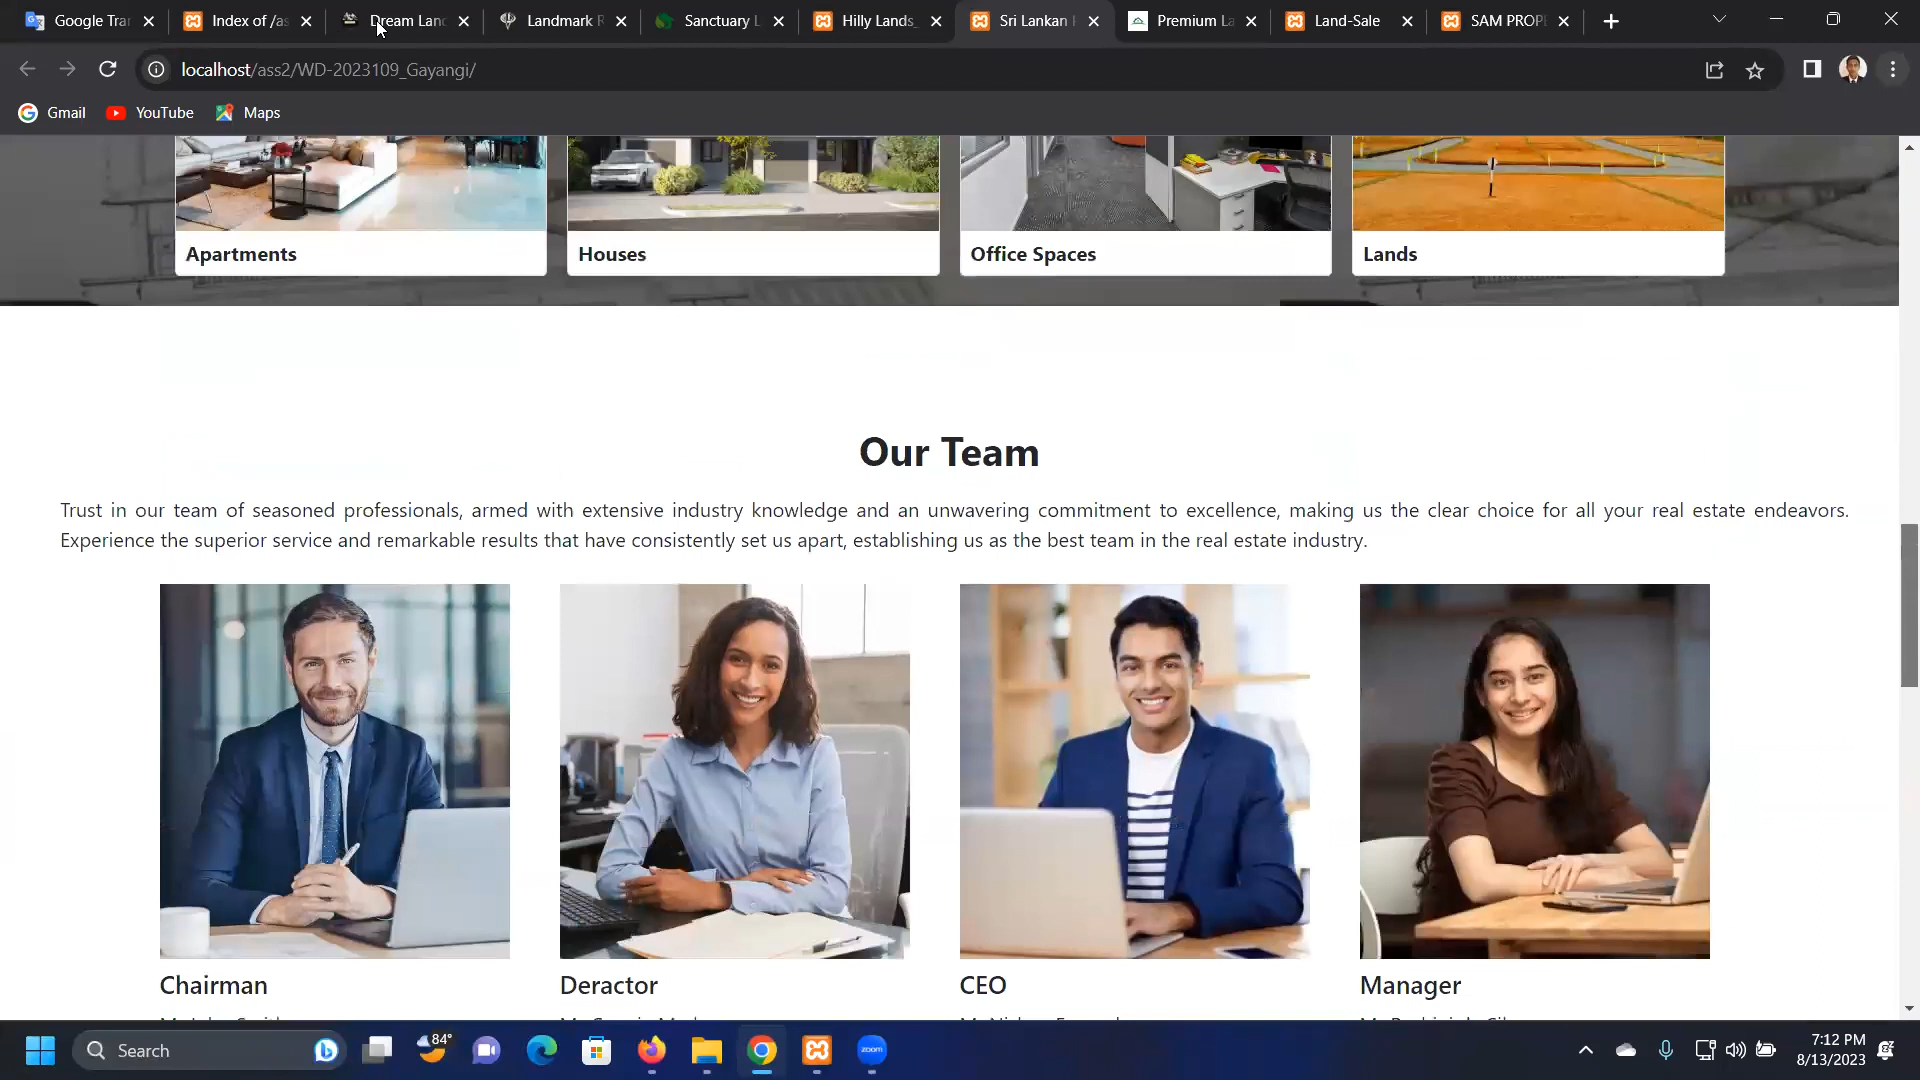 Google Tra
Index of /as
Dream Lanc
Landmark R
Sanctuary L
Hilly Lands_
Sri Lankan
Premium La
Land-Sale
SAM PROPE
localhost/ass2/WD-2023109_Gayangi/
Gmail
YouTube
Maps
Apartments
Houses
Office Spaces
Lands
Our Team
Trust in our team of seasoned professionals, armed with extensive industry knowledge and an unwavering commitment to excellence, making us the clear choice for all your real estate endeavors.
Experience the superior service and remarkable results that have consistently set us apart, establishing us as the best team in the real estate industry.
Chairman
Deractor
CEO
Manager
Search
84°
zoom
7:12 PM
8/13/2023